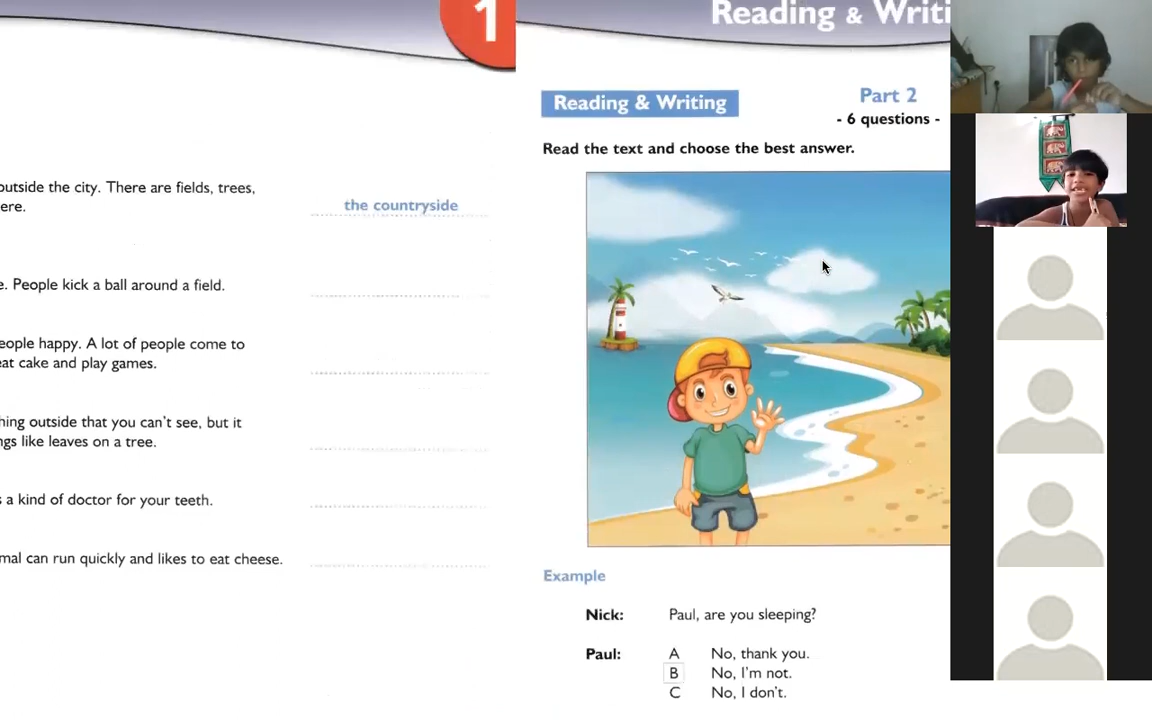 1
outside the city. There are fields, trees,
ere.
the countryside
e. People kick a ball around a field.
eople happy. A lot of people come to
eat cake and play games.
hing outside that you can't see, but it
ngs like leaves on a tree.
s a kind of doctor for your teeth.
mal can run quickly and likes to eat cheese.
Reading & Writi
Reading & Writing
Part 2
- 6 questions -
Read the text and choose the best answer.
Example
Nick: Paul, are you sleeping?
Paul: A No, thank you.
B No, I'm not.
C No, I don't.